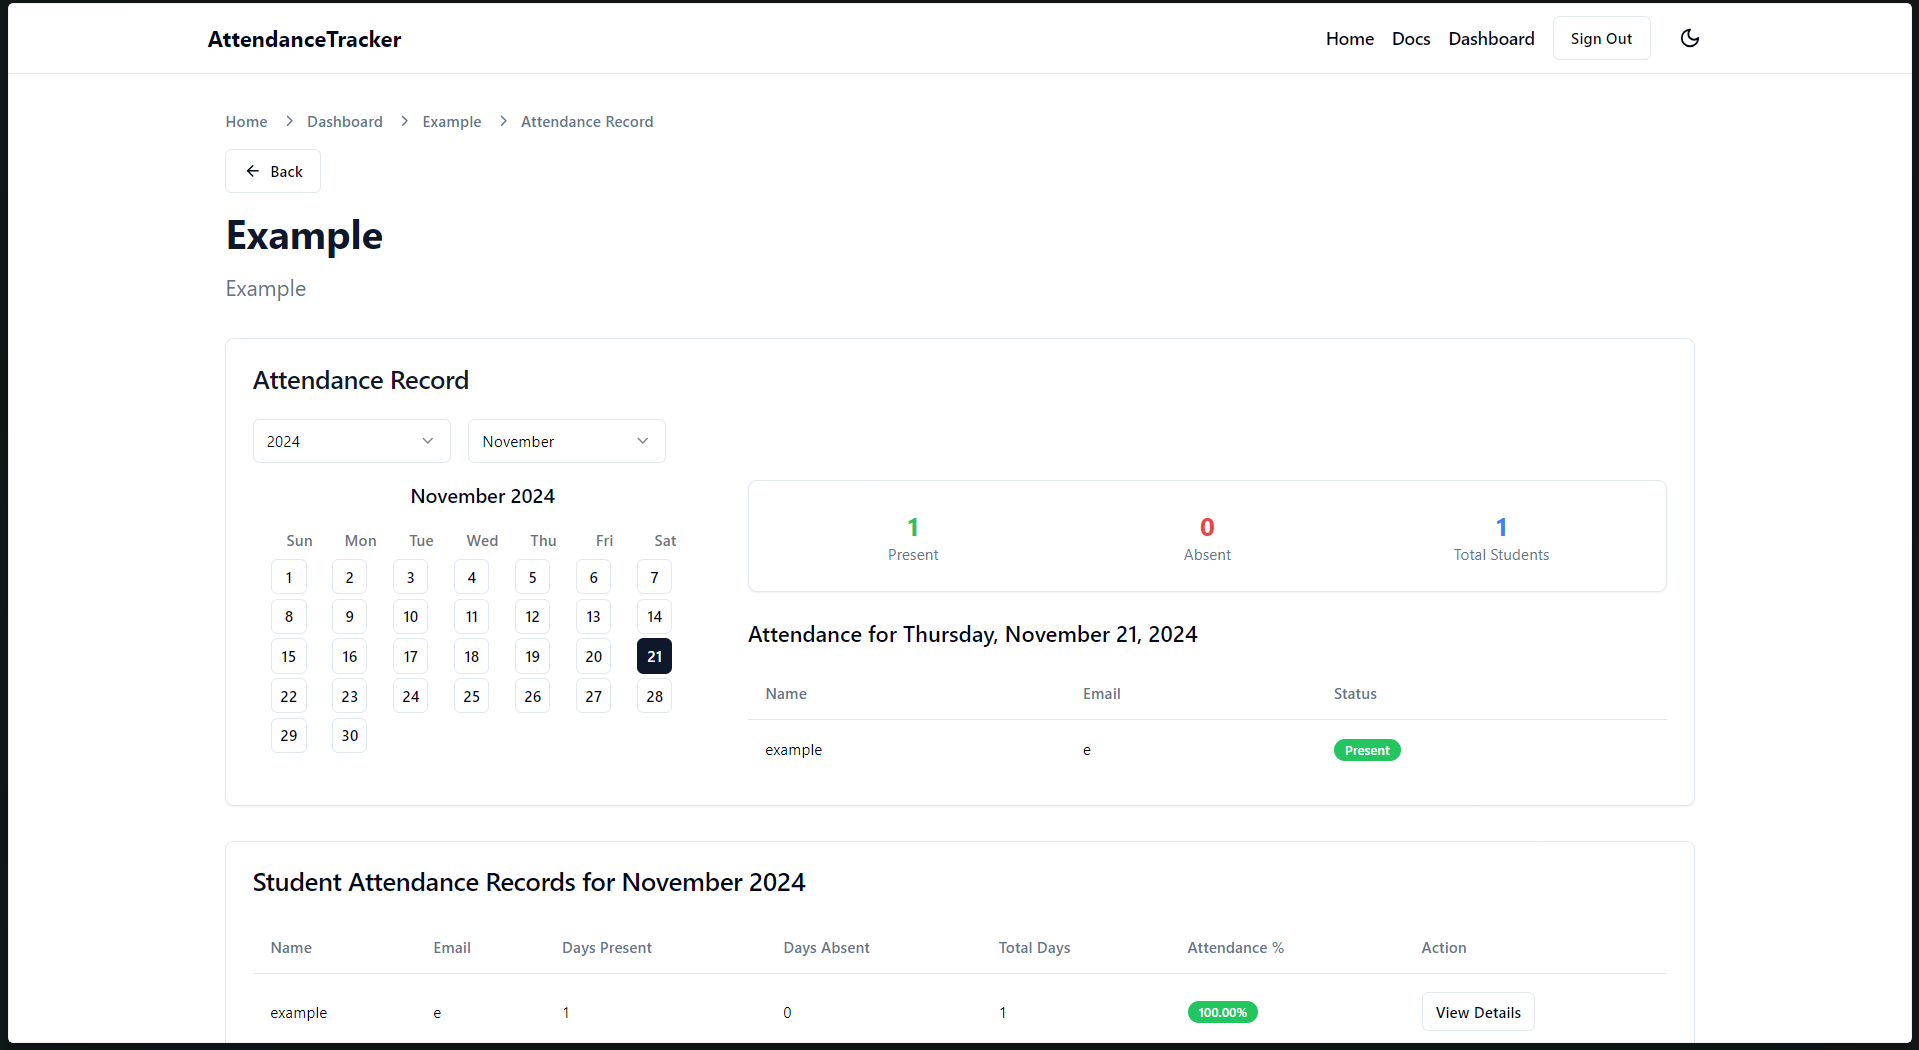 AttendanceTracker
Home Docs Dashboard Sign Out
Home > Dashboard > Example > Attendance Record
Back
Example
Example
Attendance Record
2024 November
November 2024
Sun Mon Tue Wed Thu Fri Sat
1 2 3 4 5 6 7
8 9 10 11 12 13 14
15 16 17 18 19 20 21
22 23 24 25 26 27 28
29 30
1 0 1
Present Absent Total Students
Attendance for Thursday, November 21, 2024
Name Email Status
example e Present
Student Attendance Records for November 2024
Name Email Days Present Days Absent Total Days Attendance % Action
example e 1 0 1 100.00% View Details